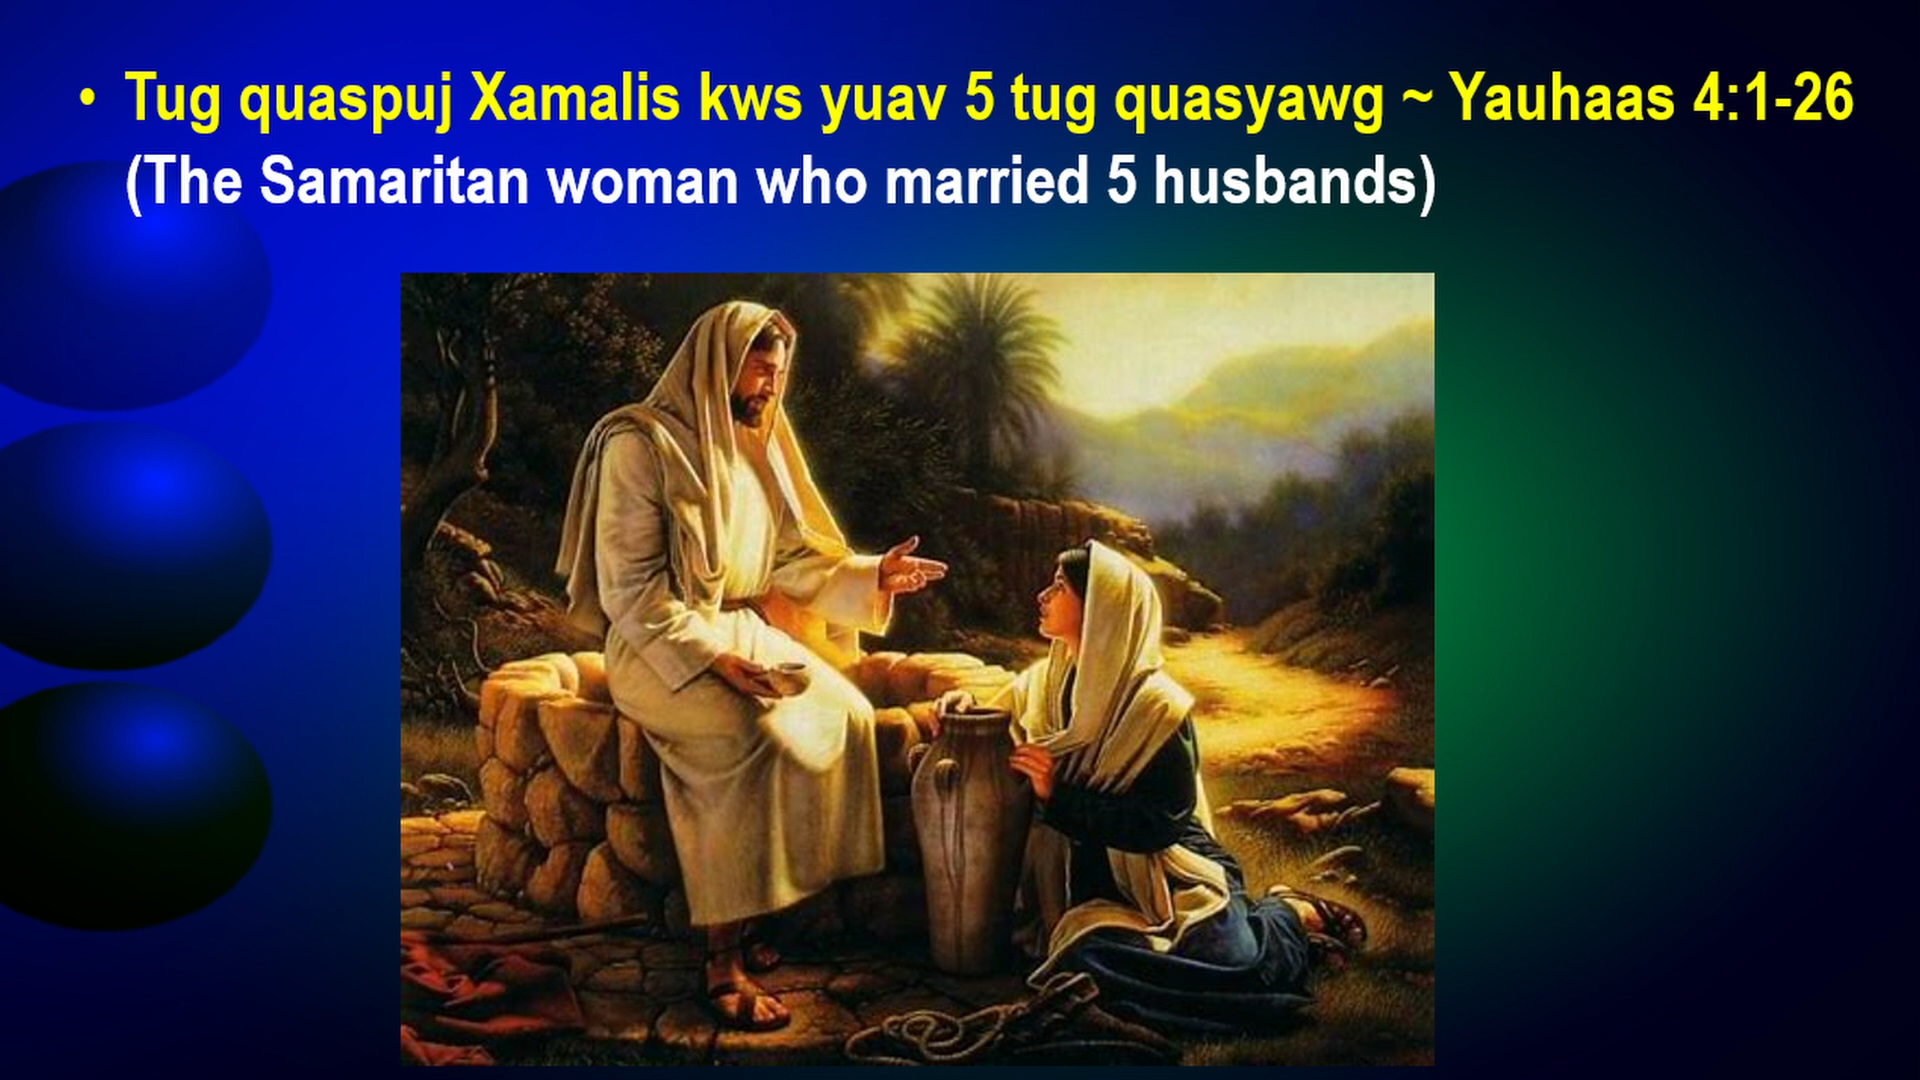 • Tug quaspuj Xamalis kws yuav 5 tug quasyawg ~ Yauhaas 4:1-26
(The Samaritan woman who married 5 husbands)